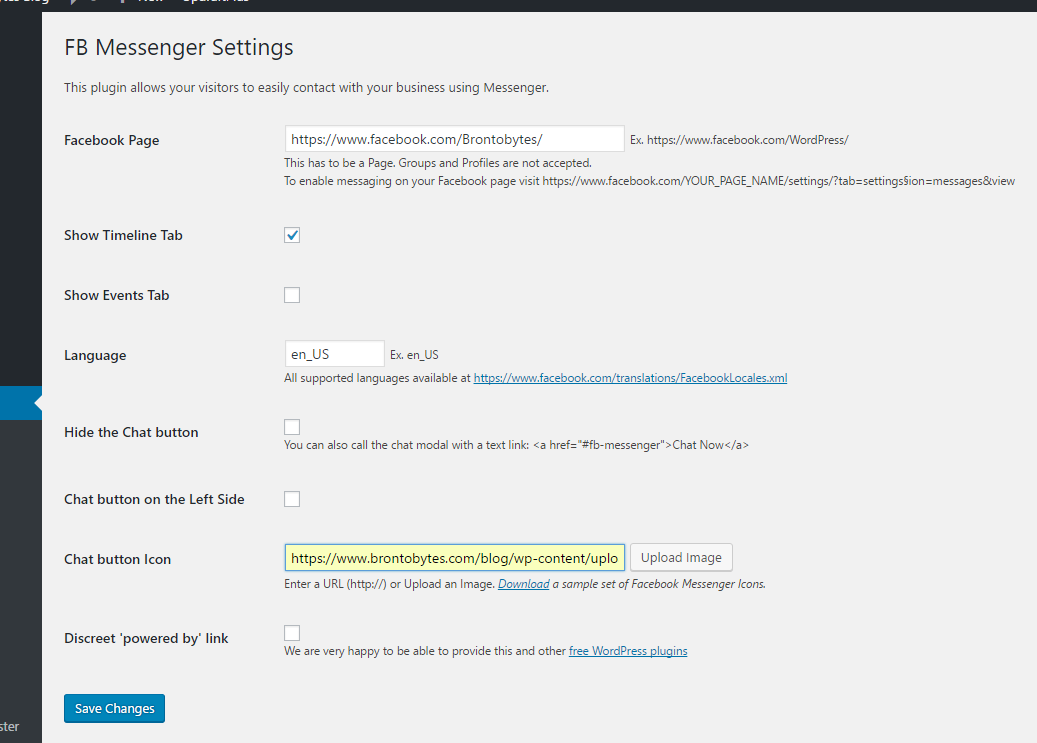 FB Messenger Settings
This plugin allows your visitors to easily contact with your business using Messenger.
Facebook Page
https://www.facebook.com/Brontobytes/ Ex. https://www.facebook.com/WordPress/
This has to be a Page. Groups and Profiles are not accepted.
To enable messaging on your Facebook page visit https://www.facebook.com/YOUR_PAGE_NAME/settings/?tab=settings§ion=messages&view
Show Timeline Tab
Show Events Tab
Language
en_US Ex. en_US
All supported languages available at https://www.facebook.com/translations/FacebookLocales.xml
Hide the Chat button
You can also call the chat modal with a text link: <a href="#fb-messenger">Chat Now</a>
Chat button on the Left Side
Chat button Icon
https://www.brontobytes.com/blog/wp-content/uplo Upload Image
Enter a URL (http://) or Upload an Image. Download a sample set of Facebook Messenger Icons.
Discreet 'powered by' link
We are very happy to be able to provide this and other free WordPress plugins
Save Changes
ster